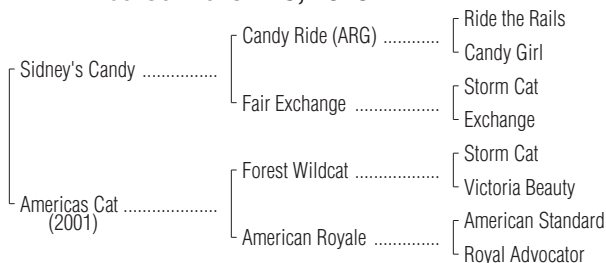 Ride the Rails
Candy Ride (ARG) ............
Candy Girl
Sidney's Candy ................
Storm Cat
Fair Exchange ..................
Exchange
Storm Cat
Forest Wildcat ..................
Victoria Beauty
Americas Cat ....................
(2001)
American Standard
American Royale ..............
Royal Advocator